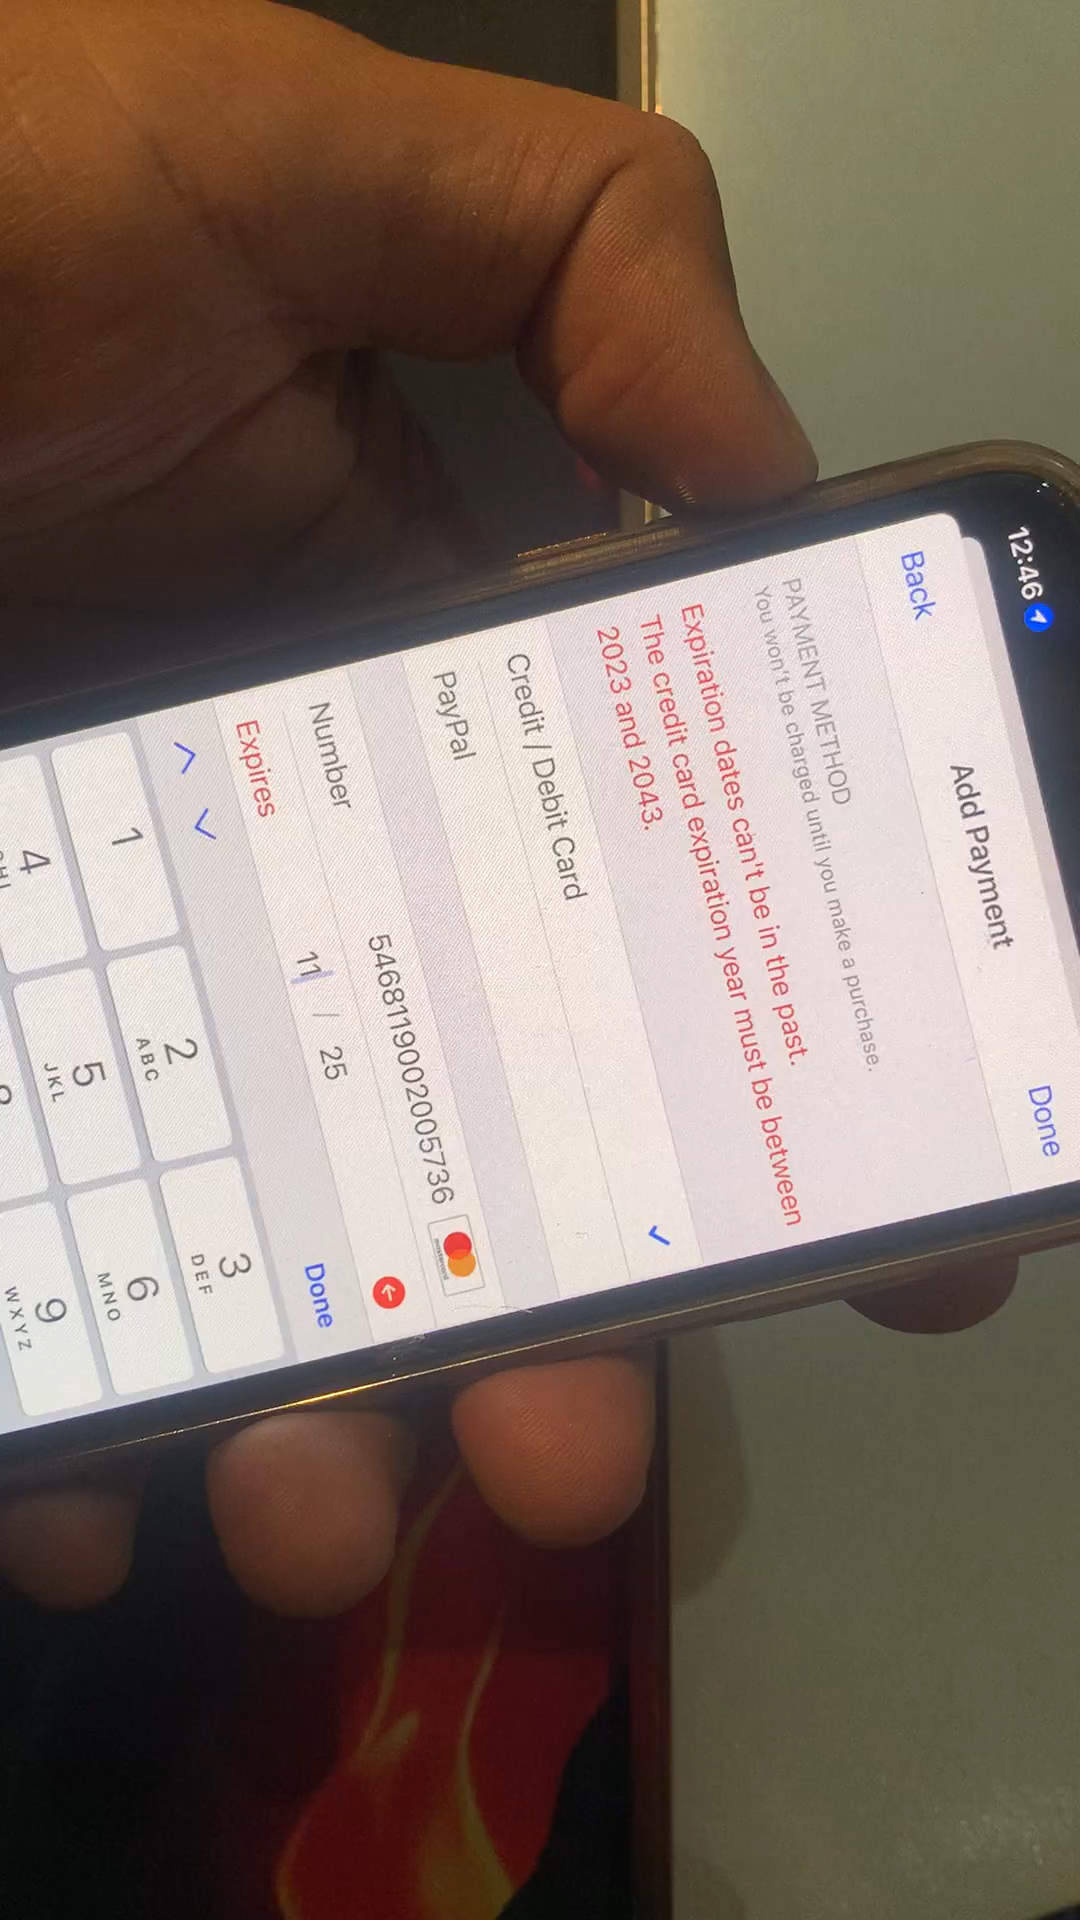 12:46
Back
Add Payment
Done
PAYMENT METHOD
You won't be charged until you make a purchase.
Expiration dates can't be in the past.
The credit card expiration year must be between
2023 and 2043.
Credit / Debit Card
PayPal
Number 5468119002005736 mastercard
Expires 11 / 25
Done
1
2 ABC
3 DEF
4
5 JKL
6 MNO
9 WXYZ